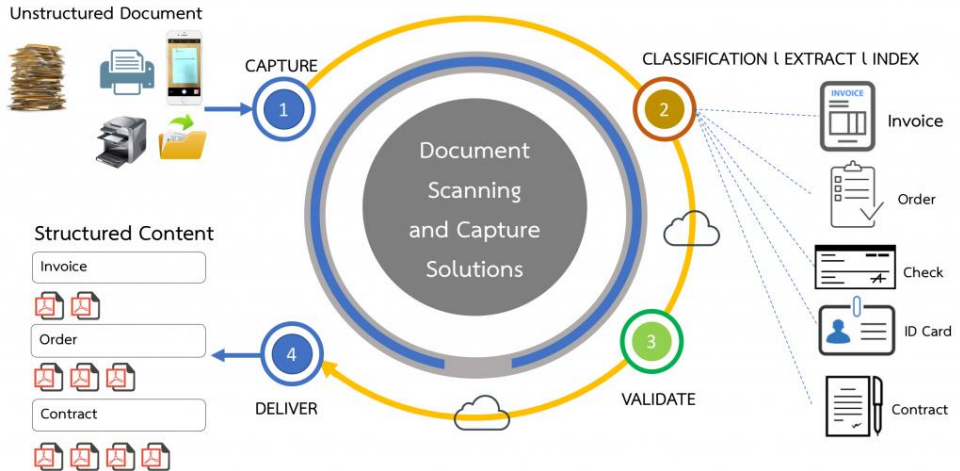 Unstructured Document
CAPTURE
1
CLASSIFICATION l EXTRACT l INDEX
2
INVOICE
Invoice
Order
Check
ID Card
Contract
Document
Scanning
and Capture
Solutions
3
VALIDATE
4
DELIVER
Structured Content
Invoice
Order
Contract